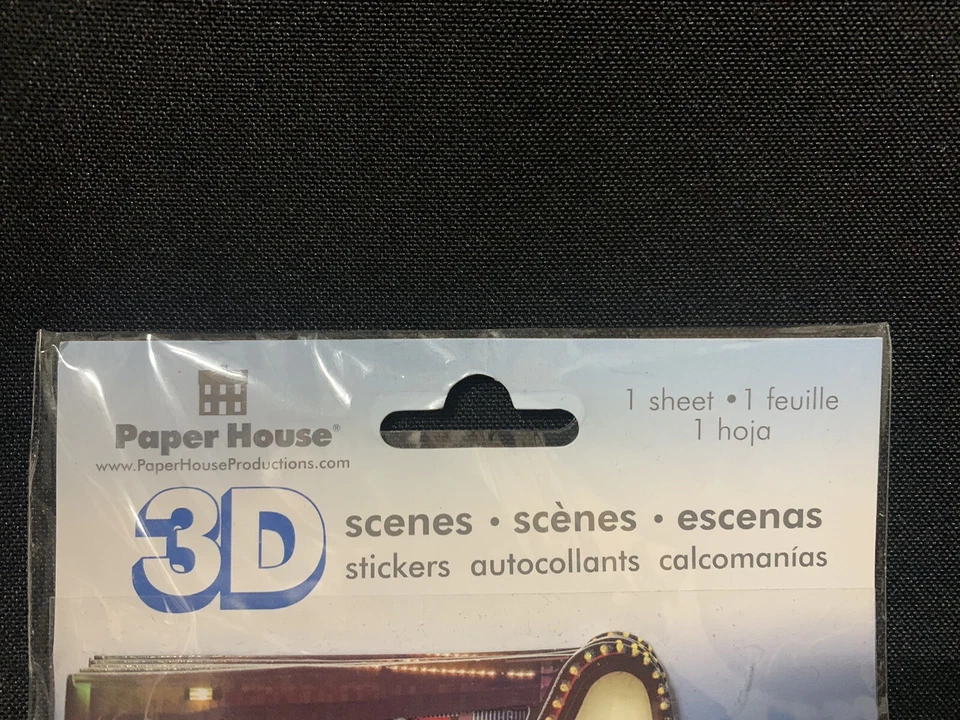 Paper House®
www.PaperHouseProductions.com
1 sheet • 1 feuille
1 hoja
3D
scenes • scènes • escenas
stickers autocollants calcomanías